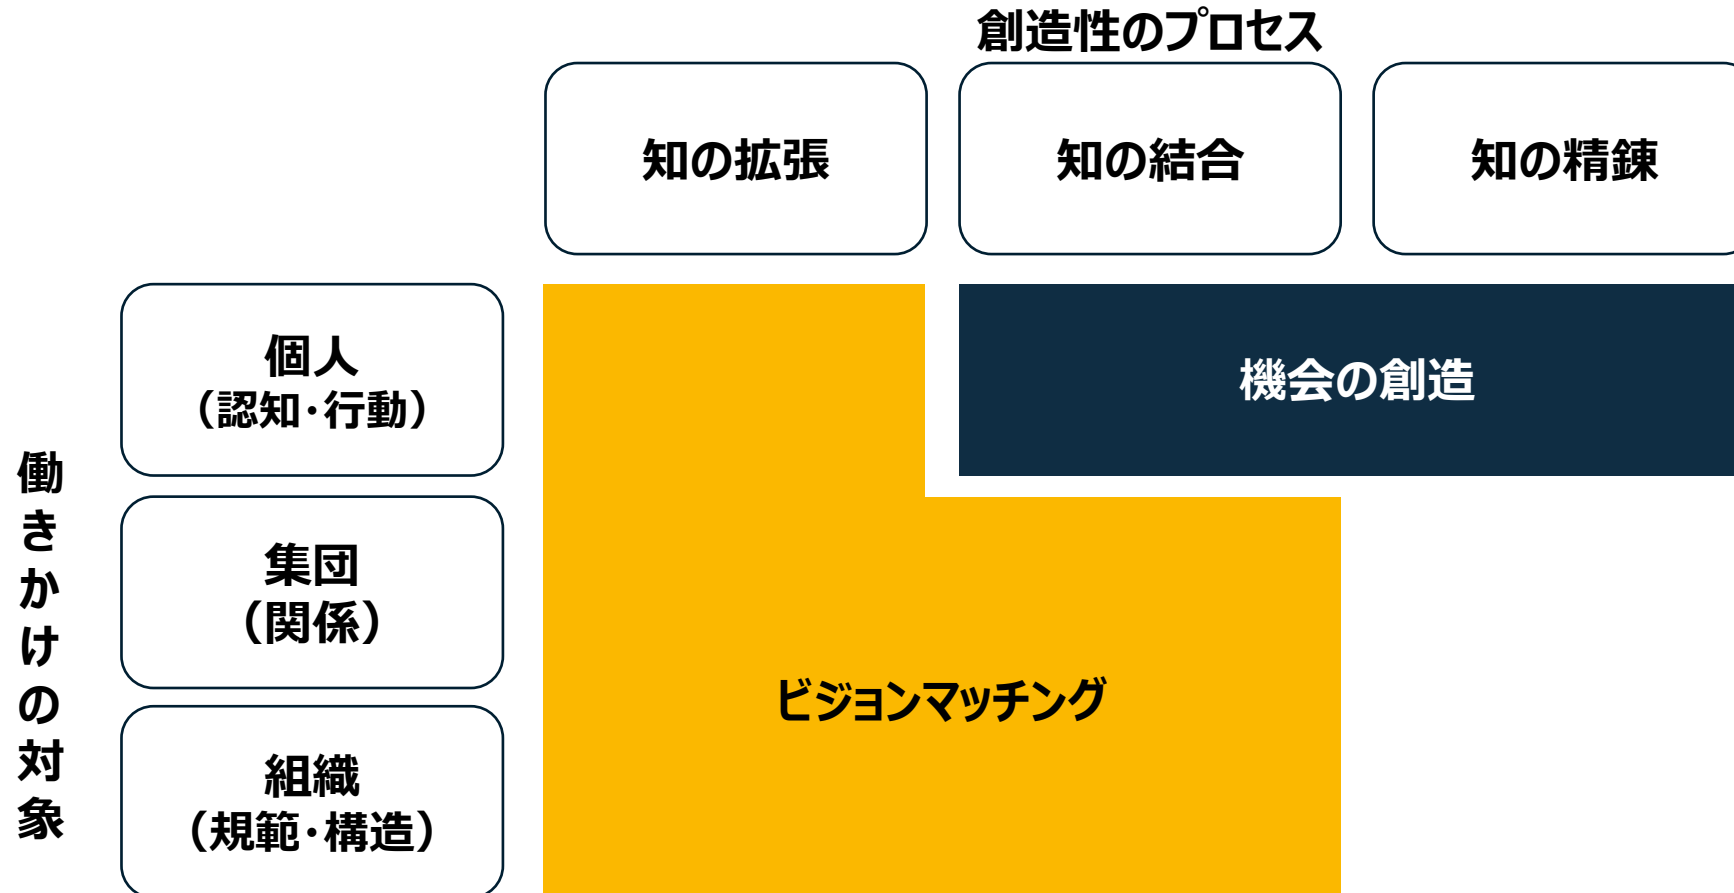 創造性のプロセス
知の拡張
知の結合
知の精錬
働きかけの対象
個人
（認知・行動）
機会の創造
集団
（関係）
ビジョンマッチング
組織
（規範・構造）